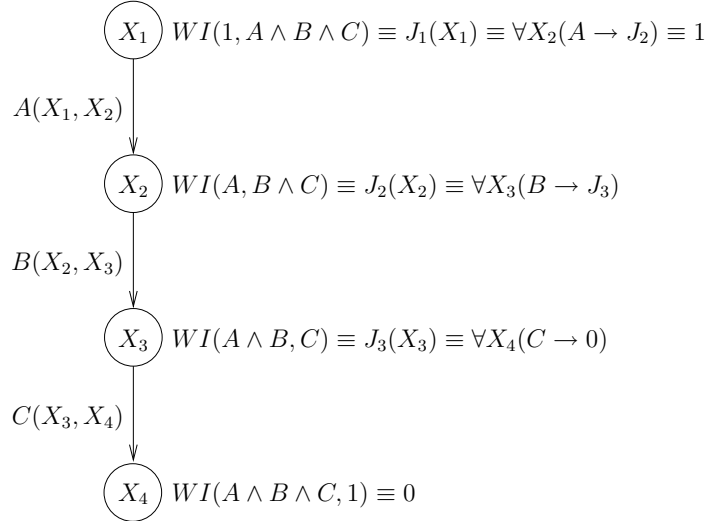 X₁ WI(1, A ∧ B ∧ C) ≡ J₁(X₁) ≡ ∀X₂(A → J₂) ≡ 1
A(X₁, X₂)
X₂ WI(A, B ∧ C) ≡ J₂(X₂) ≡ ∀X₃(B → J₃)
B(X₂, X₃)
X₃ WI(A ∧ B, C) ≡ J₃(X₃) ≡ ∀X₄(C → 0)
C(X₃, X₄)
X₄ WI(A ∧ B ∧ C, 1) ≡ 0